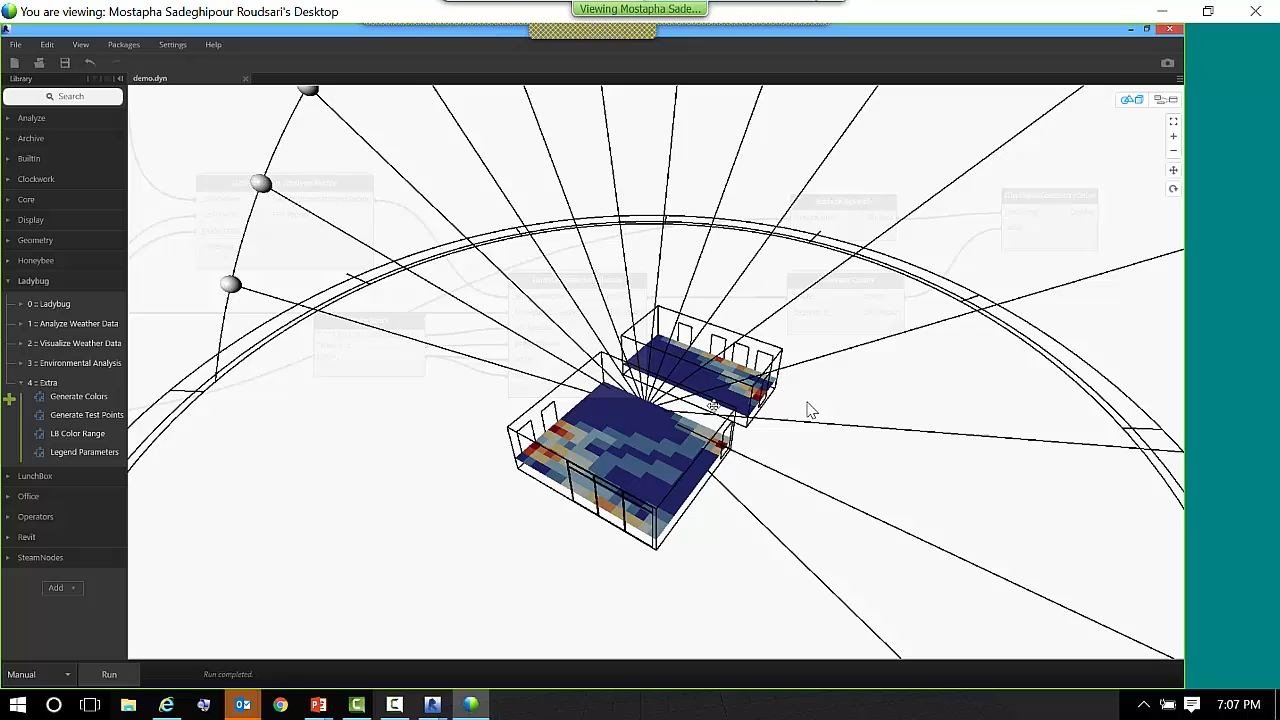 You are viewing: Mostapha Sadeghipour Roudsari's Desktop
Viewing Mostapha Sade...
File Edit View Packages Settings Help
Library
demo.dyn
Search
Analyze
Archive
BuiltIn
Clockwork
Core
Display
Geometry
Honeybee
Ladybug
0 :: Ladybug
1 :: Analyze Weather Data
2 :: Visualize Weather Data
3 :: Environmental Analysis
4 :: Extra
Generate Colors
Generate Test Points
LB Color Range
Legend Parameters
LunchBox
Office
Operators
Revit
SteamNodes
Add
Manual
Run
Run completed.
7:07 PM